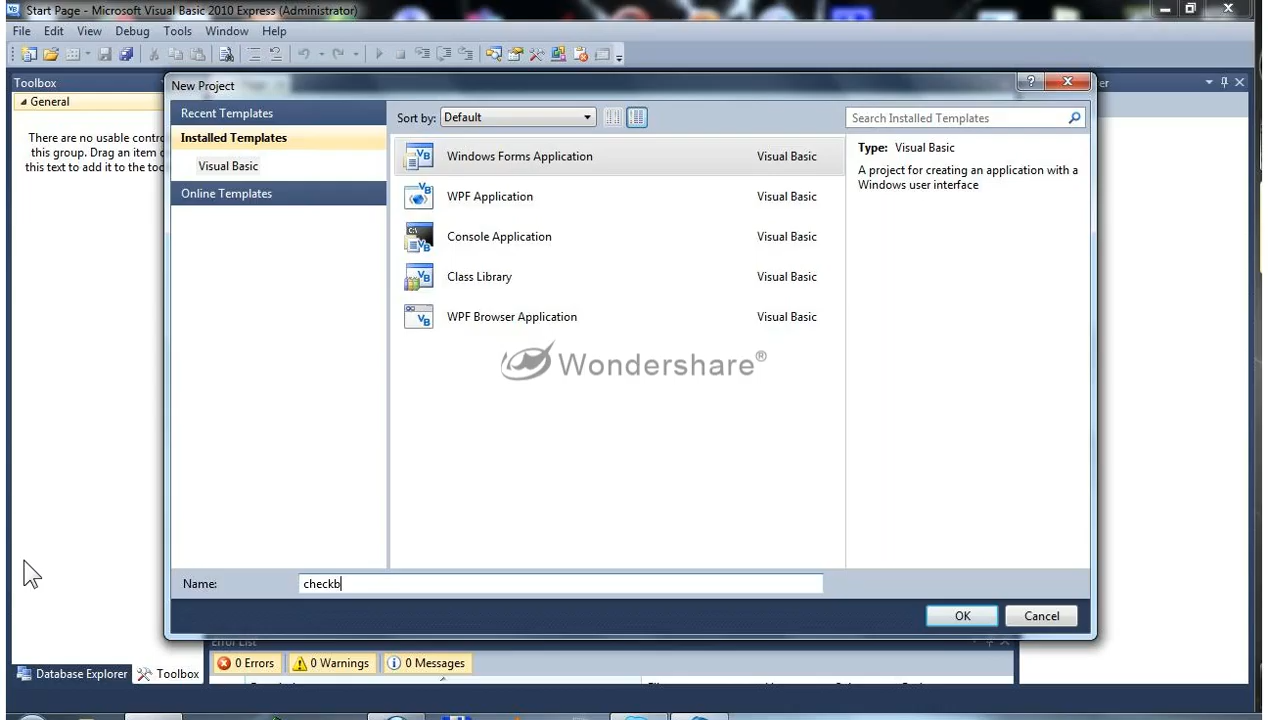 Start Page - Microsoft Visual Basic 2010 Express (Administrator)
File Edit View Debug Tools Window Help
Toolbox
General
There are no usable contro
this group. Drag an item o
this text to add it to the too
New Project
er
Recent Templates
Installed Templates
Visual Basic
Online Templates
Sort by: Default
Search Installed Templates
Windows Forms Application Visual Basic
WPF Application Visual Basic
Console Application Visual Basic
Class Library Visual Basic
WPF Browser Application Visual Basic
Type: Visual Basic
A project for creating an application with a
Windows user interface
Wondershare®
Name: checkb
OK Cancel
Error List
0 Errors 0 Warnings 0 Messages
Database Explorer Toolbox